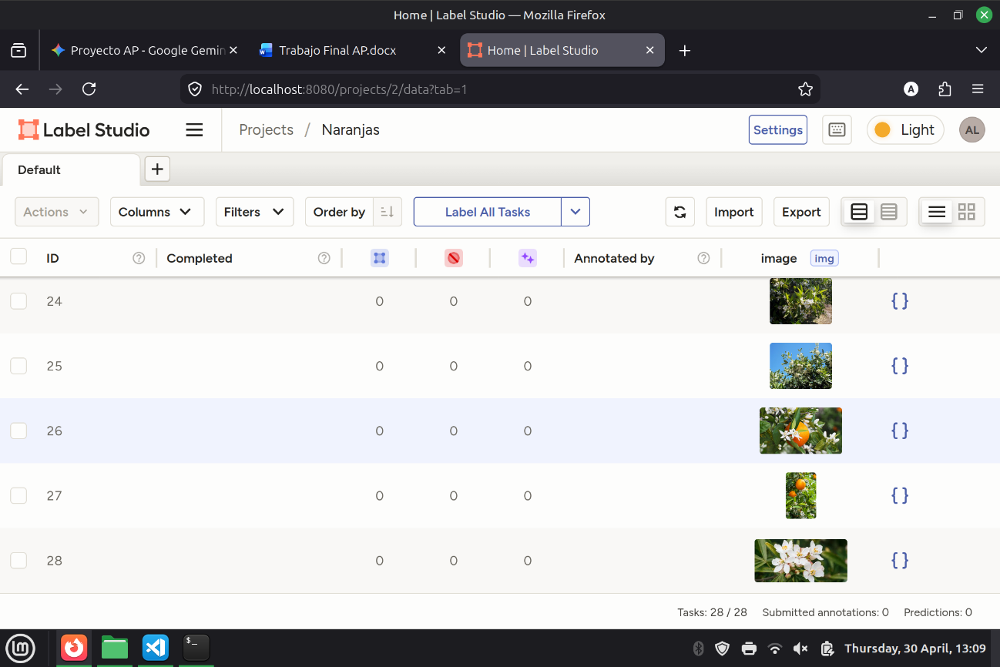 Home | Label Studio — Mozilla Firefox
Proyecto AP - Google Gemin
Trabajo Final AP.docx
Home | Label Studio
http://localhost:8080/projects/2/data?tab=1
A
Label Studio
Projects / Naranjas
Settings
Light
AL
Default
Actions
Columns
Filters
Order by
Label All Tasks
Import
Export
ID
Completed
Annotated by
image
img
24 0 0 0 { }
25 0 0 0 { }
26 0 0 0 { }
27 0 0 0 { }
28 0 0 0 { }
Tasks: 28 / 28 Submitted annotations: 0 Predictions: 0
Thursday, 30 April, 13:09